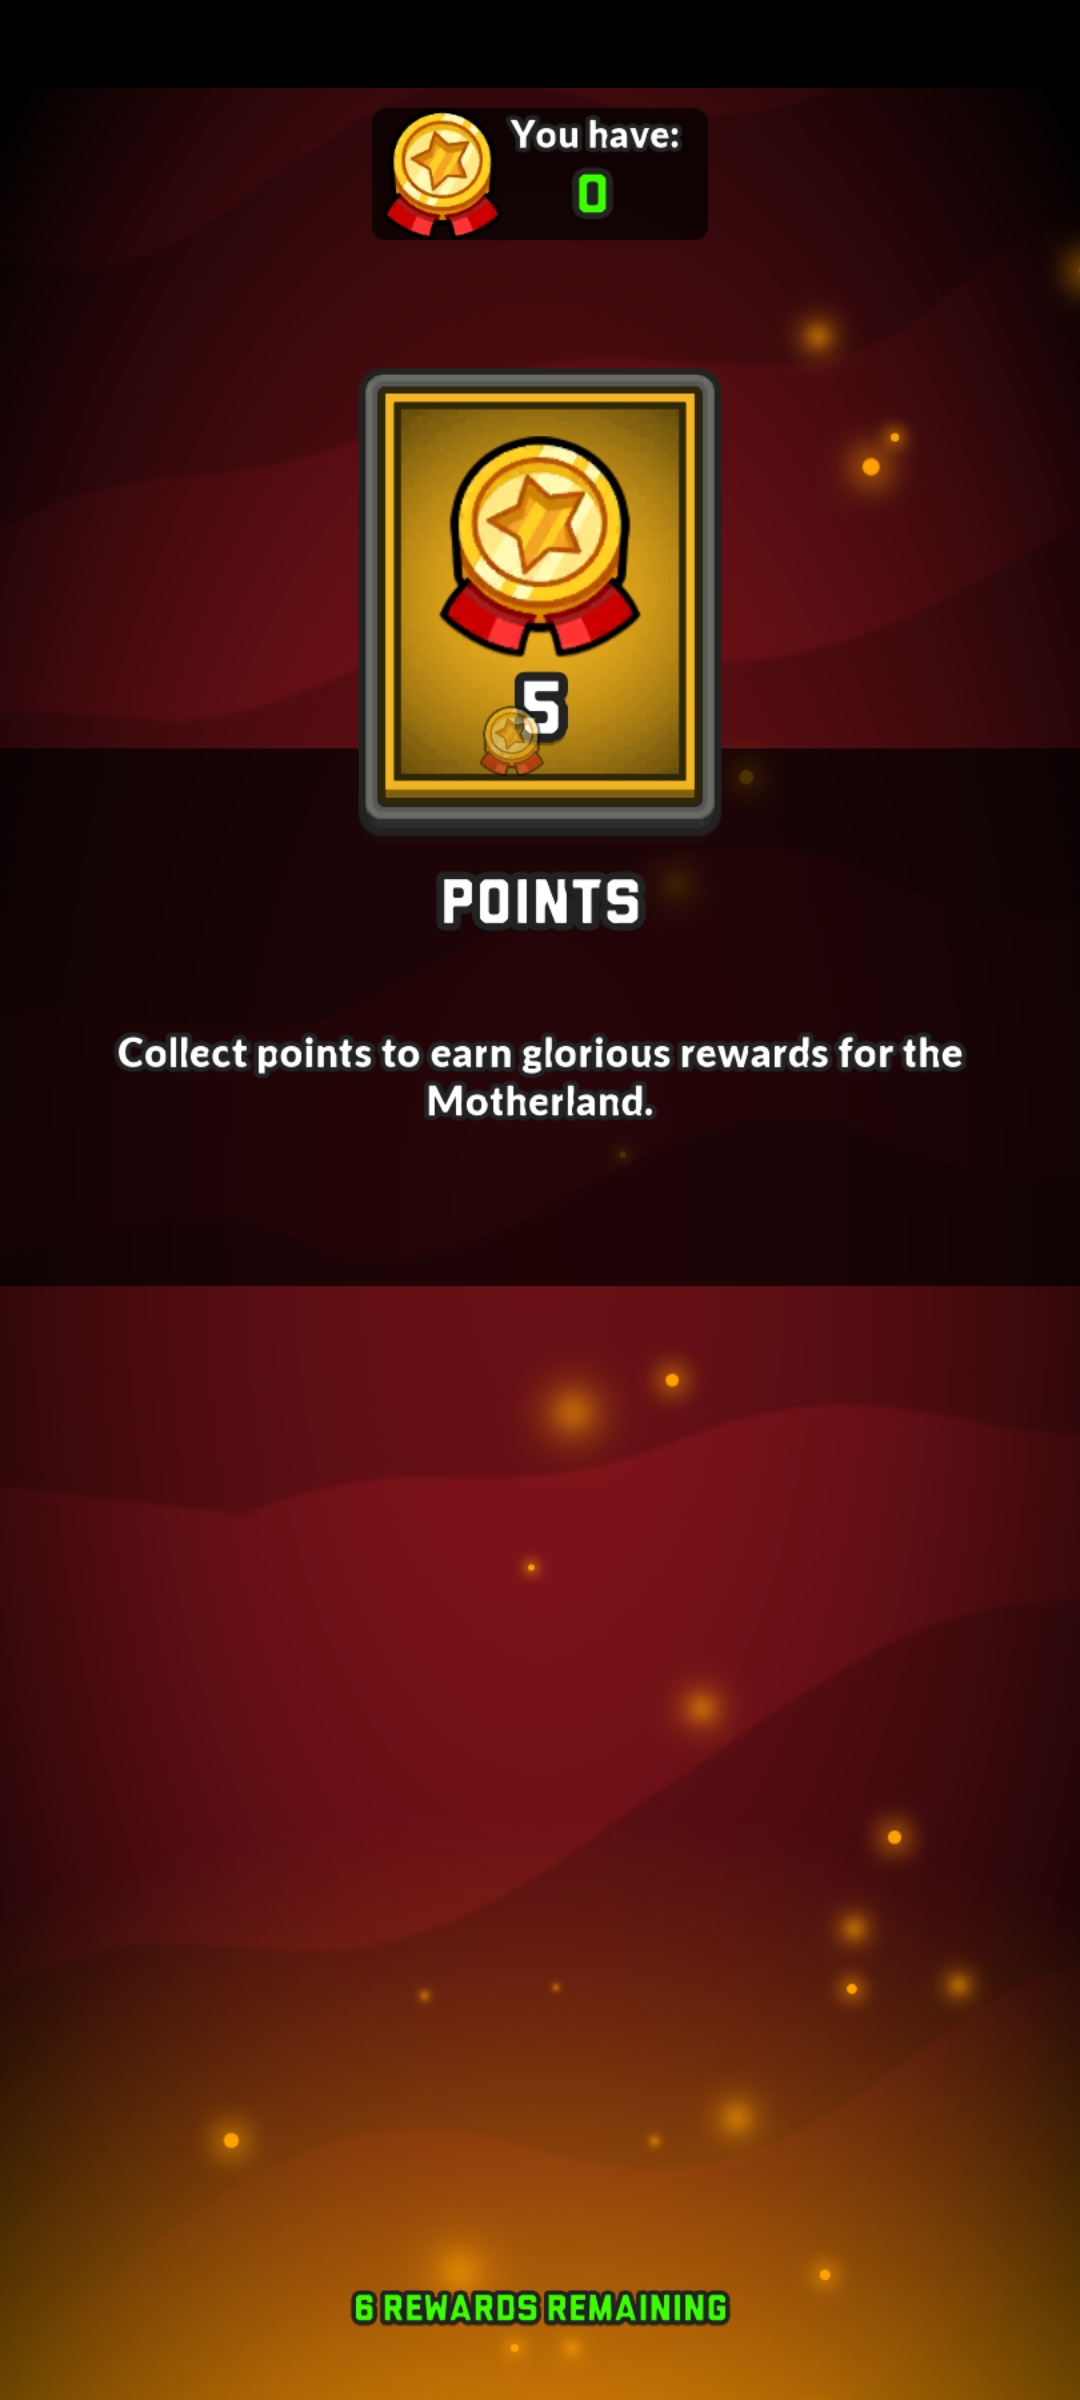 You have:
0
5
POINTS
Collect points to earn glorious rewards for the
Motherland.
6 REWARDS REMAINING